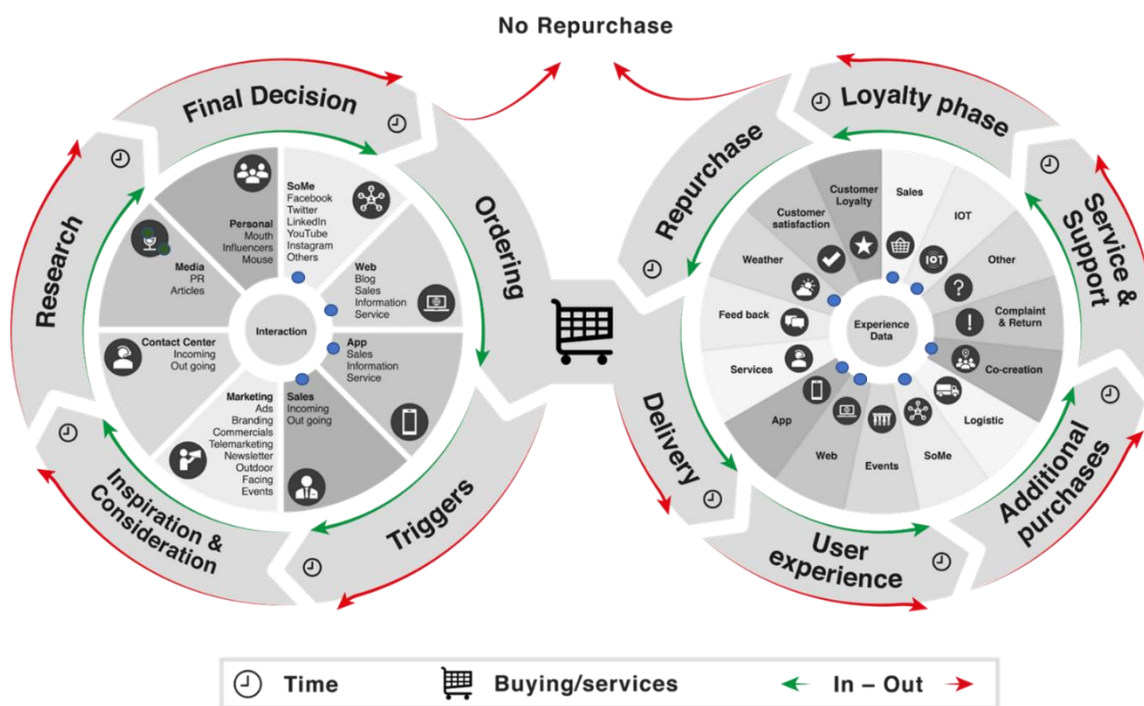 No Repurchase
Final Decision
Research
Inspiration &
Consideration
Triggers
Ordering
Personal
Mouth
Influencers
Mouse
SoMe
Facebook
Twitter
LinkedIn
YouTube
Instagram
Others
Media
PR
Articles
Web
Blog
Sales
Information
Service
Interaction
Contact Center
Incoming
Out going
App
Sales
Information
Service
Marketing
Ads
Branding
Commercials
Telemarketing
Newsletter
Outdoor
Facing
Events
Sales
Incoming
Out going
Loyalty phase
Repurchase
Service &
Support
Delivery
User
experience
Additional
purchases
Customer
Loyalty
Sales
Customer
satisfaction
IOT
IOT
Weather
Other
Feed back
Experience
Data
Complaint
& Return
Services
Co-creation
App
Logistic
Web
Events
SoMe
Time
Buying/services
In – Out